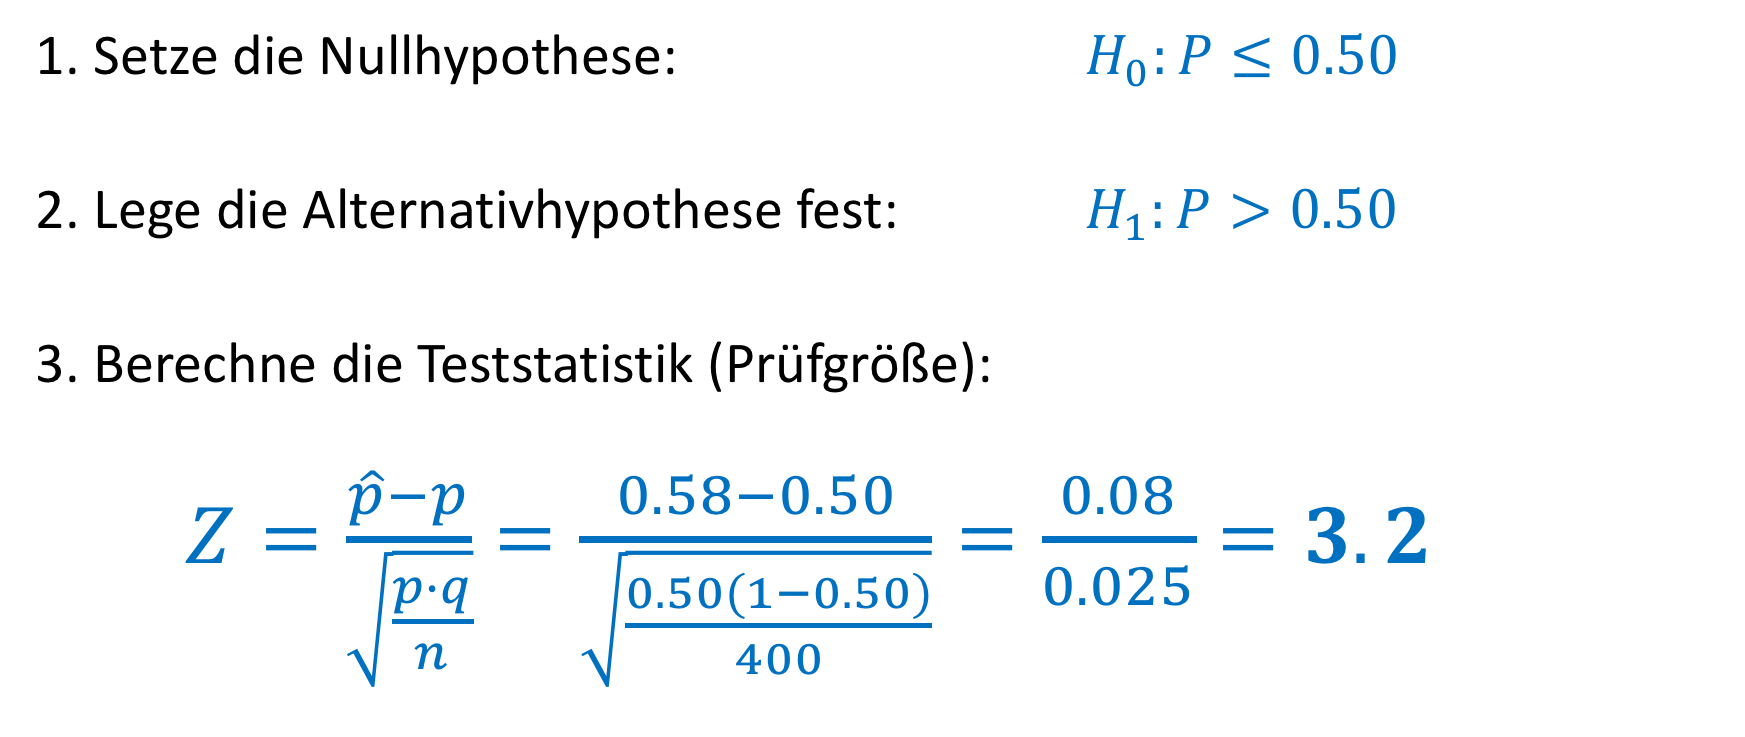 1. Setze die Nullhypothese: H₀: P ≤ 0.50
2. Lege die Alternativhypothese fest: H₁: P > 0.50
3. Berechne die Teststatistik (Prüfgröße):
Z = (p̂−p)/√(p·q/n) = (0.58−0.50)/√(0.50(1−0.50)/400) = 0.08/0.025 = 3.2